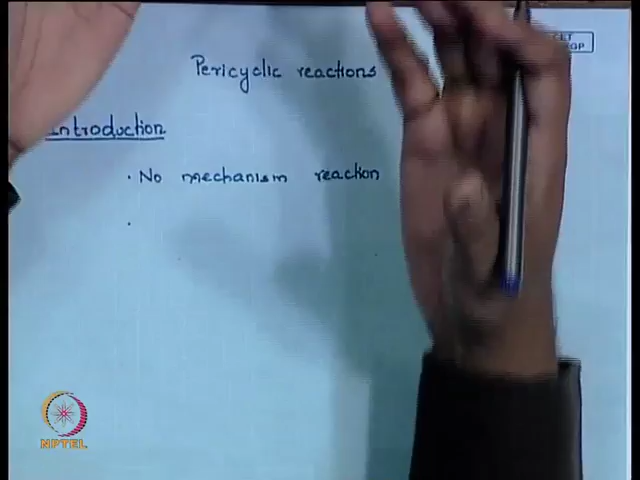 Pericyclic reactions
Introduction
· No mechanism reaction
·
NPTEL